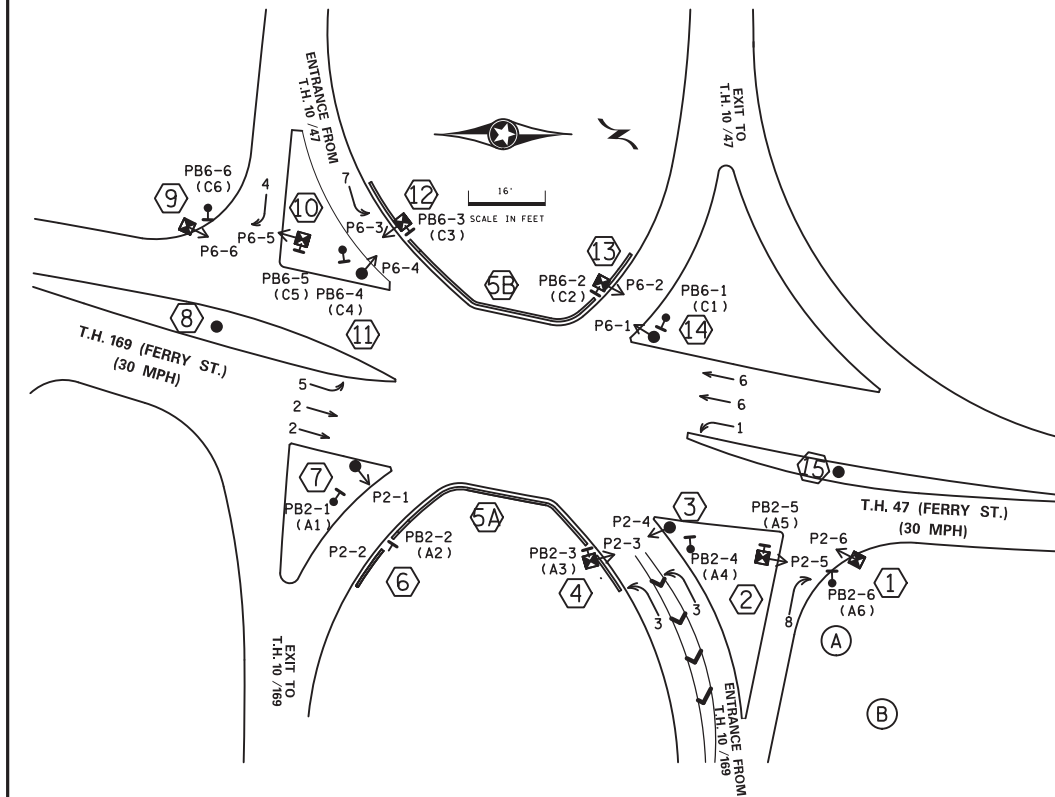 ENTRANCE FROM
T.H. 10 /47
EXIT TO
T.H. 10 /47
16'
SCALE IN FEET
PB6-6
(C6)
9
4
7
12
10
P6-3
PB6-3
(C3)
P6-5
P6-6
P6-4
PB6-5
(C5)
PB6-4
(C4)
13
5B
PB6-2
(C2)
P6-2
PB6-1
(C1)
P6-1
14
8
11
T.H. 169 (FERRY ST.)
(30 MPH)
5
2
2
6
6
1
7
P2-1
PB2-1
(A1)
15
T.H. 47 (FERRY ST.)
(30 MPH)
5A
3
PB2-5
(A5)
P2-4
P2-6
P2-2
PB2-2
(A2)
PB2-3
(A3)
P2-3
PB2-4
(A4)
P2-5
6
4
2
1
PB2-6
(A6)
3
3
8
A
B
EXIT TO
T.H. 10 /169
ENTRANCE FROM
T.H. 10 /169